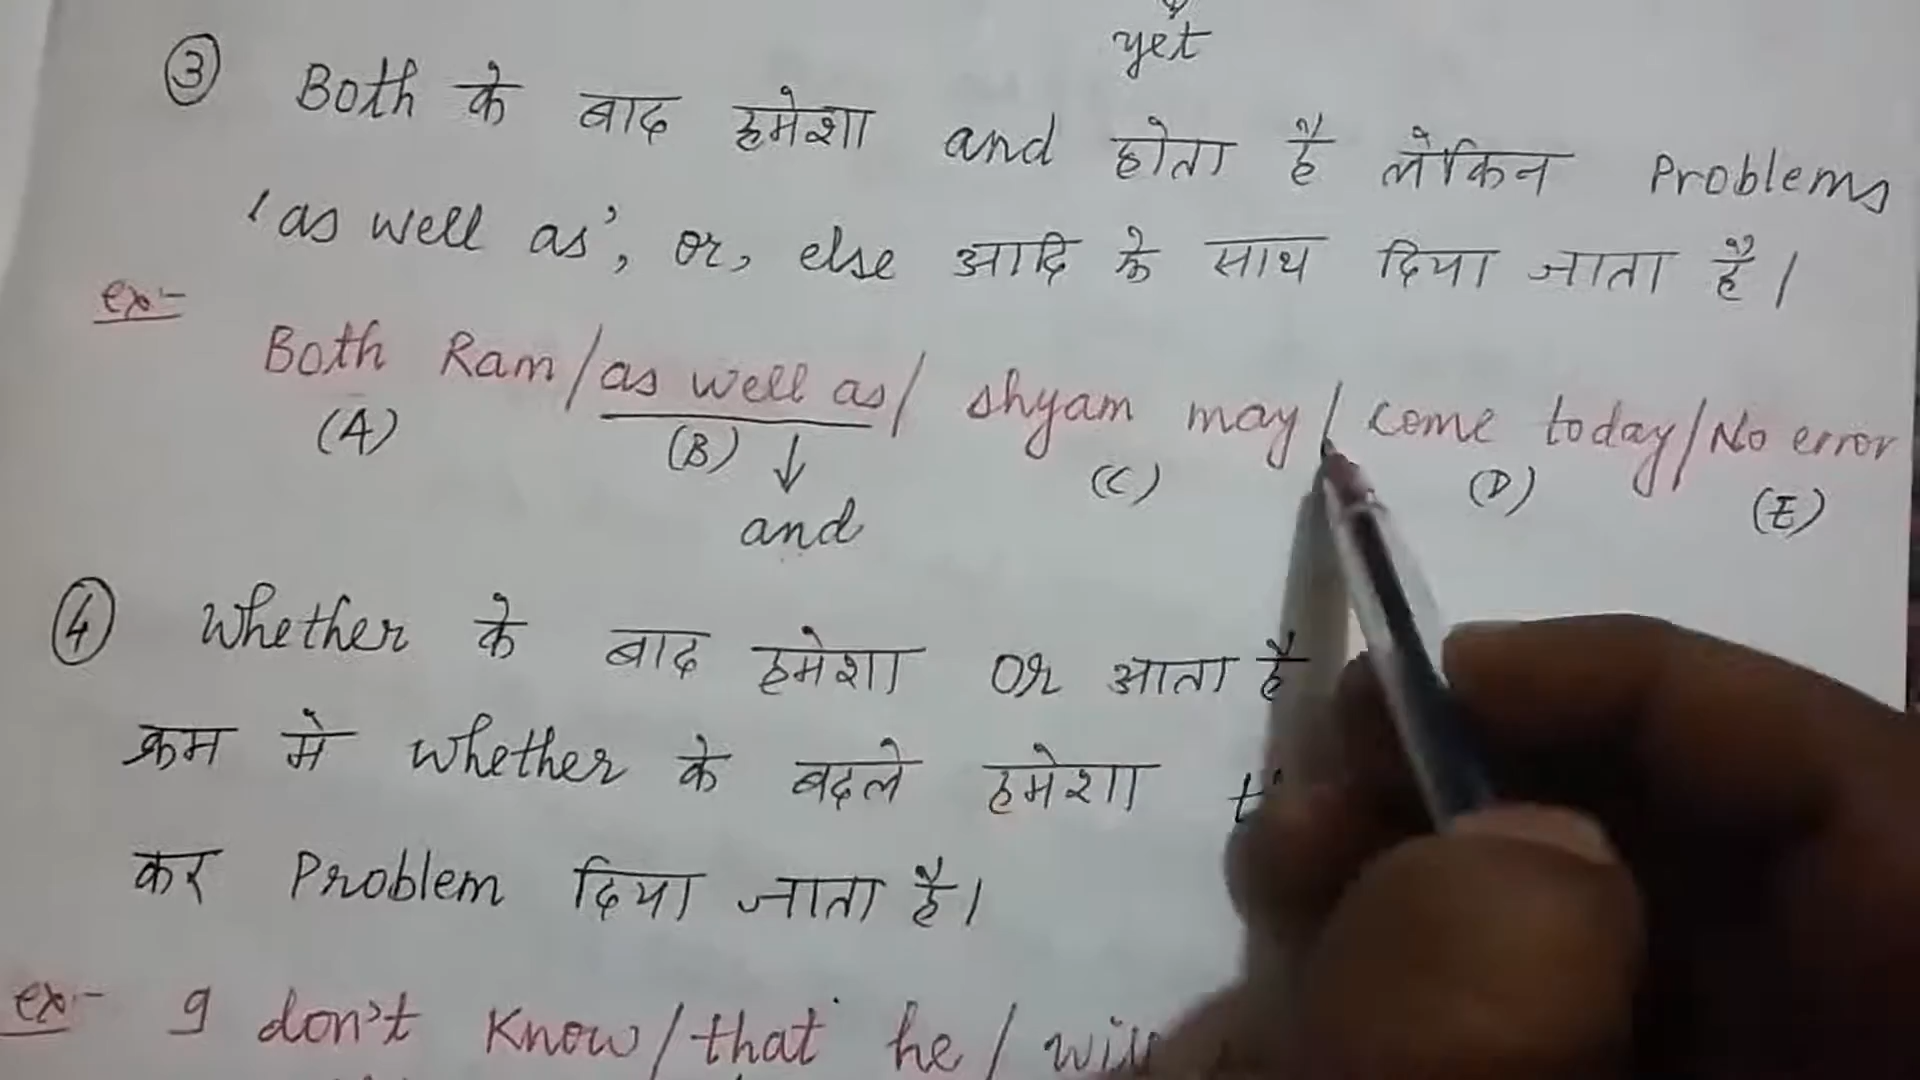 yet
③ Both के बाद हमेशा and होता है लेकिन Problems
'as well as', or, else आदि के साथ दिया जाता है।
ex:-
Both Ram / as well as / shyam may / come today / No error
(A) (B) (C) (D) (E)
and
④ Whether के बाद हमेशा or आता है
क्रम मे whether के बदले हमेशा
कर Problem दिया जाता है।
ex:- I don't know / that he /